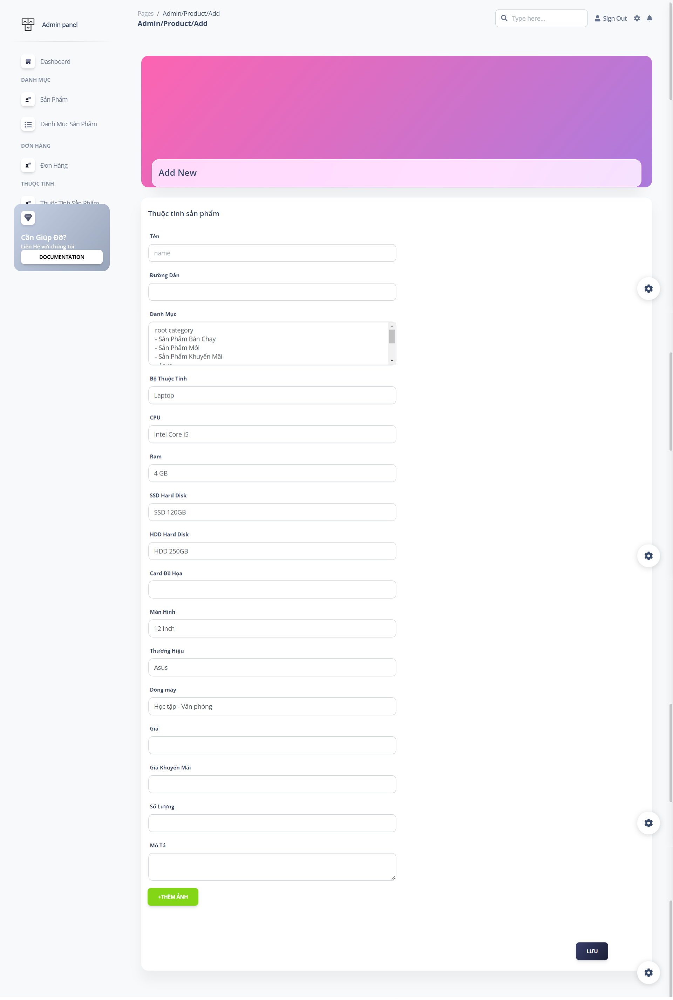 Admin panel
Dashboard
DANH MỤC
Sản Phẩm
Danh Mục Sản Phẩm
ĐƠN HÀNG
Đơn Hàng
THUỘC TÍNH
Thuộc Tính Sản Phẩm
Cần Giúp Đỡ?
Liên Hệ với chúng tôi
DOCUMENTATION
Pages / Admin/Product/Add
Admin/Product/Add
Type here...
Sign Out
Add New
Thuộc tính sản phẩm
Tên
name
Đường Dẫn
Danh Mục
root category
- Sản Phẩm Bán Chạy
- Sản Phẩm Mới
- Sản Phẩm Khuyến Mãi
Bộ Thuộc Tính
Laptop
CPU
Intel Core i5
Ram
4 GB
SSD Hard Disk
SSD 120GB
HDD Hard Disk
HDD 250GB
Card Đồ Họa
Màn Hình
12 inch
Thương Hiệu
Asus
Dòng máy
Học tập - Văn phòng
Giá
Giá Khuyến Mãi
Số Lượng
Mô Tả
+THÊM ẢNH
LƯU